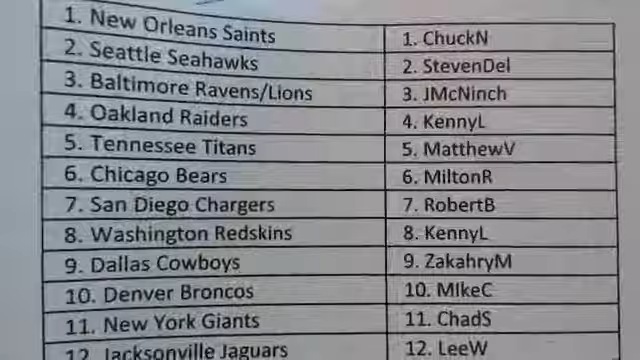 1. New Orleans Saints 1. ChuckN
2. Seattle Seahawks 2. StevenDel
3. Baltimore Ravens/Lions 3. JMcNinch
4. Oakland Raiders 4. KennyL
5. Tennessee Titans 5. MatthewV
6. Chicago Bears 6. MiltonR
7. San Diego Chargers 7. RobertB
8. Washington Redskins 8. KennyL
9. Dallas Cowboys 9. ZakahryM
10. Denver Broncos 10. MIkeC
11. New York Giants 11. ChadS
12. Jacksonville Jaguars 12. LeeW